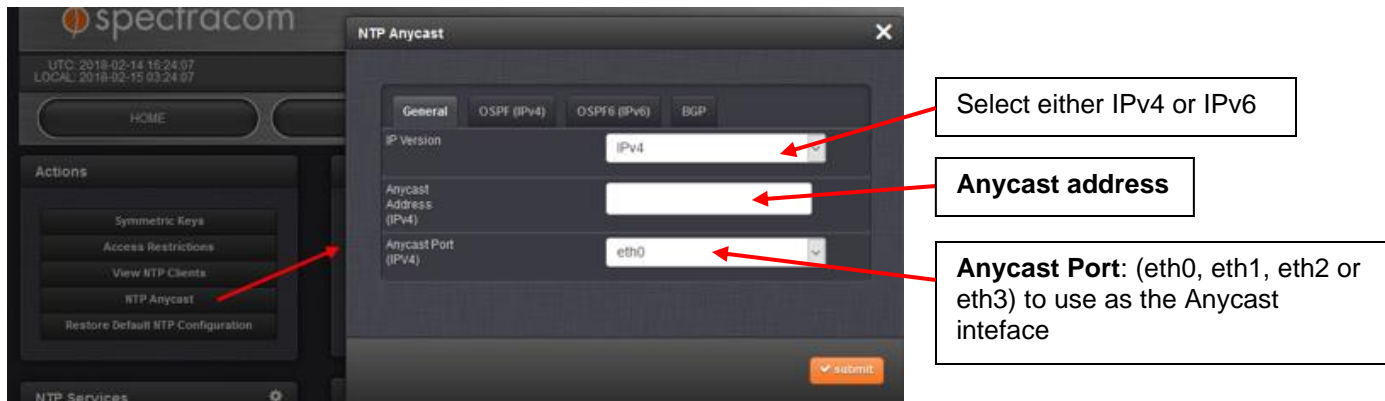 spectracom
UTC: 2018-02-14 16:24:07
LOCAL: 2018-02-15 03:24:07
HOME
Actions
Symmetric Keys
Access Restrictions
View NTP Clients
NTP Anycast
Restore Default NTP Configuration
NTP Services
NTP Anycast
General
OSPF (IPv4)
OSPF6 (IPv6)
BGP
IP Version
IPv4
Anycast
Address
(IPv4)
Anycast Port
(IPV4)
eth0
submit
Select either IPv4 or IPv6
Anycast address
Anycast Port: (eth0, eth1, eth2 or
eth3) to use as the Anycast
inteface